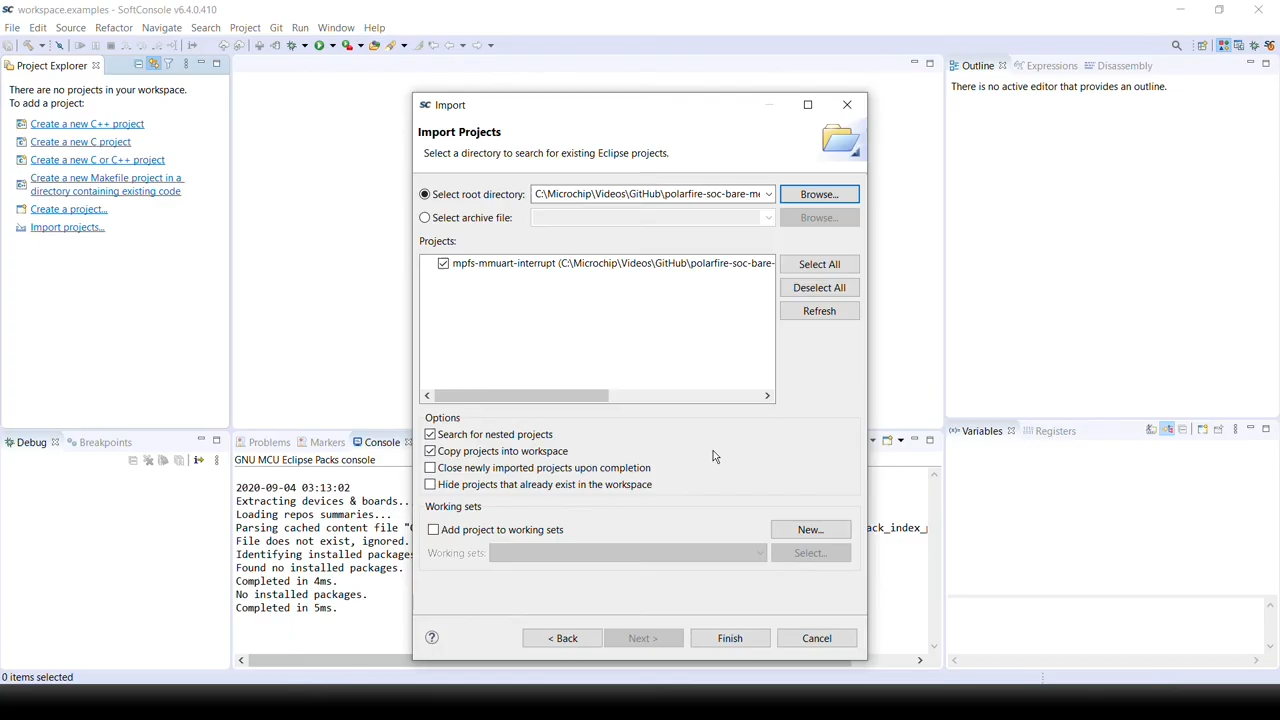 SC workspace.examples - SoftConsole v6.4.0.410
File Edit Source Refactor Navigate Search Project Git Run Window Help
Project Explorer
There are no projects in your workspace.
To add a project:
Create a new C++ project
Create a new C project
Create a new C or C++ project
Create a new Makefile project in a
directory containing existing code
Create a project...
Import projects...
SC Import
Import Projects
Select a directory to search for existing Eclipse projects.
Select root directory: C:\Microchip\Videos\GitHub\polarfire-soc-bare-me Browse...
Select archive file: Browse...
Projects:
mpfs-mmuart-interrupt (C:\Microchip\Videos\GitHub\polarfire-soc-bare-
Select All
Deselect All
Refresh
Options
Search for nested projects
Copy projects into workspace
Close newly imported projects upon completion
Hide projects that already exist in the workspace
Working sets
Add project to working sets New...
Working sets: Select...
? < Back Next > Finish Cancel
Outline Expressions Disassembly
There is no active editor that provides an outline.
Debug Breakpoints
Problems Markers Console
GNU MCU Eclipse Packs console
2020-09-04 03:13:02
Extracting devices & boards..
Loading repos summaries...
Parsing cached content file "
ack_index_
File does not exist, ignored.
Identifying installed packages
Found no installed packages.
Completed in 4ms.
No installed packages.
Completed in 5ms.
(x)= Variables Registers
0 items selected